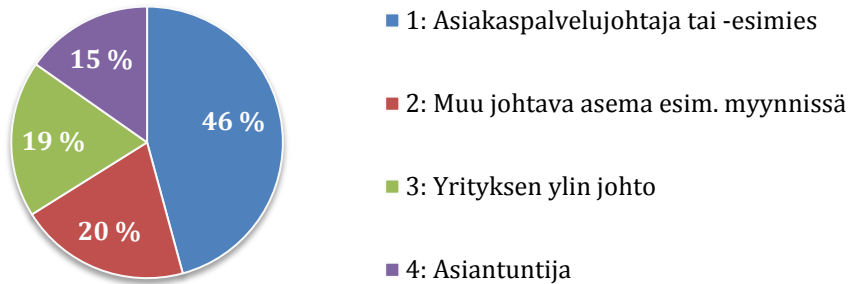 15 %
46 %
19 %
20 %
1: Asiakaspalvelujohtaja tai -esimies
2: Muu johtava asema esim. myynnissä
3: Yrityksen ylin johto
4: Asiantuntija